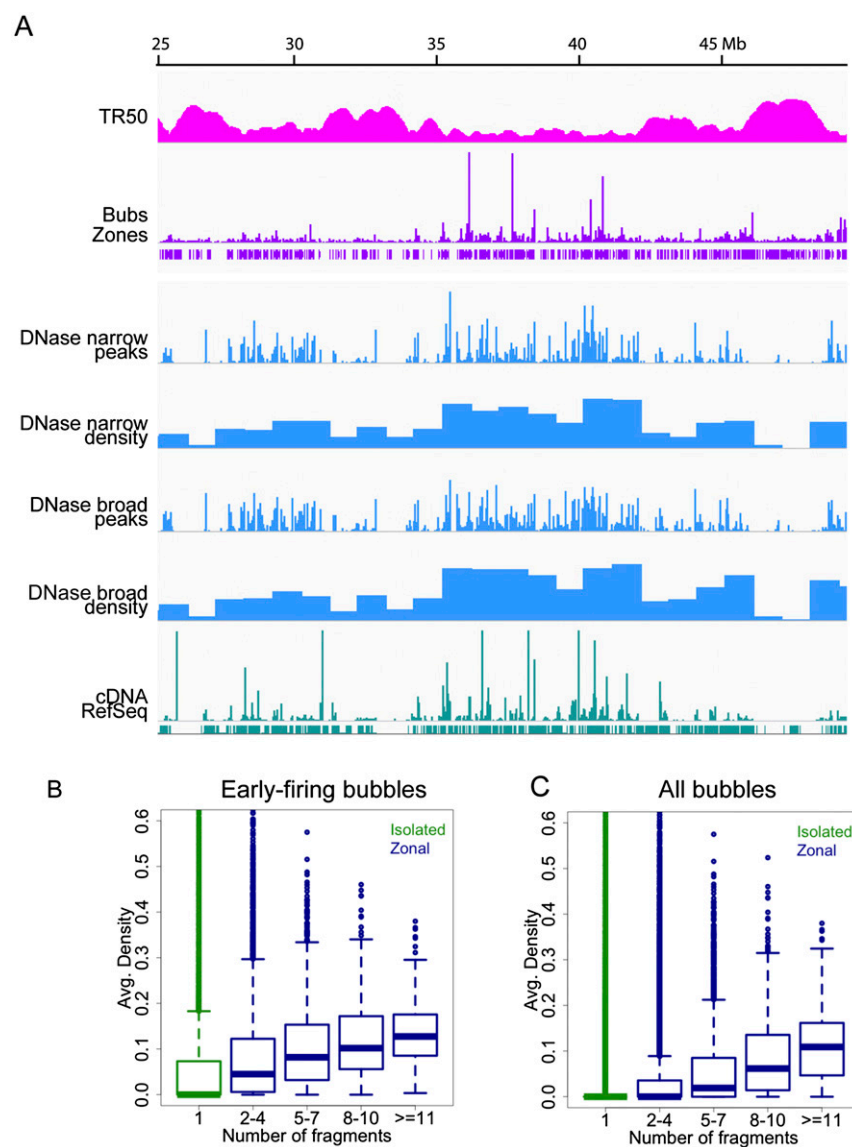 A
25 30 35 40 45 Mb
TR50
Bubs
Zones
DNase narrow
peaks
DNase narrow
density
DNase broad
peaks
DNase broad
density
cDNA
RefSeq
B Early-firing bubbles
Isolated
Zonal
Avg. Density
0.6
0.5
0.4
0.3
0.2
0.1
0.0
1 2-4 5-7 8-10 >=11
Number of fragments
C All bubbles
Isolated
Zonal
Avg. Density
0.6
0.5
0.4
0.3
0.2
0.1
0.0
1 2-4 5-7 8-10 >=11
Number of fragments